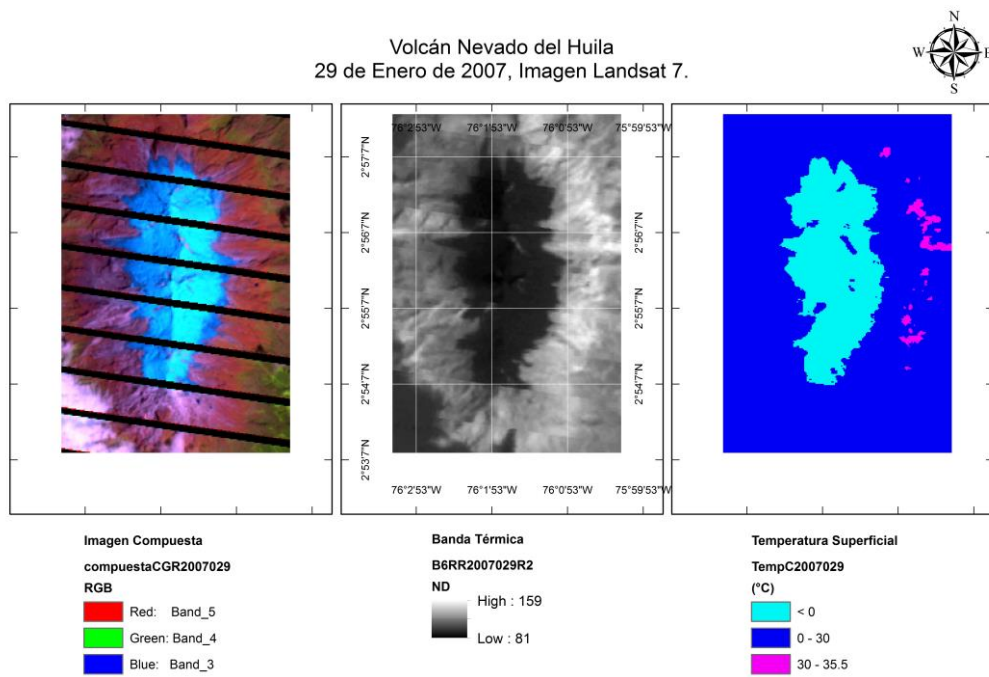 Volcán Nevado del Huila
29 de Enero de 2007, Imagen Landsat 7.
N
W E
S
76°2'53"W 76°1'53"W 76°0'53"W 75°59'53"W
2°57'7"N 2°57'7"N
2°56'7"N 2°56'7"N
2°55'7"N 2°55'7"N
2°54'7"N 2°54'7"N
2°53'7"N 2°53'7"N
76°2'53"W 76°1'53"W 76°0'53"W 75°59'53"W
Imagen Compuesta
compuestaCGR2007029
RGB
Red: Band_5
Green: Band_4
Blue: Band_3
Banda Térmica
B6RR2007029R2
ND
High : 159
Low : 81
Temperatura Superficial
TempC2007029
(°C)
< 0
0 - 30
30 - 35.5